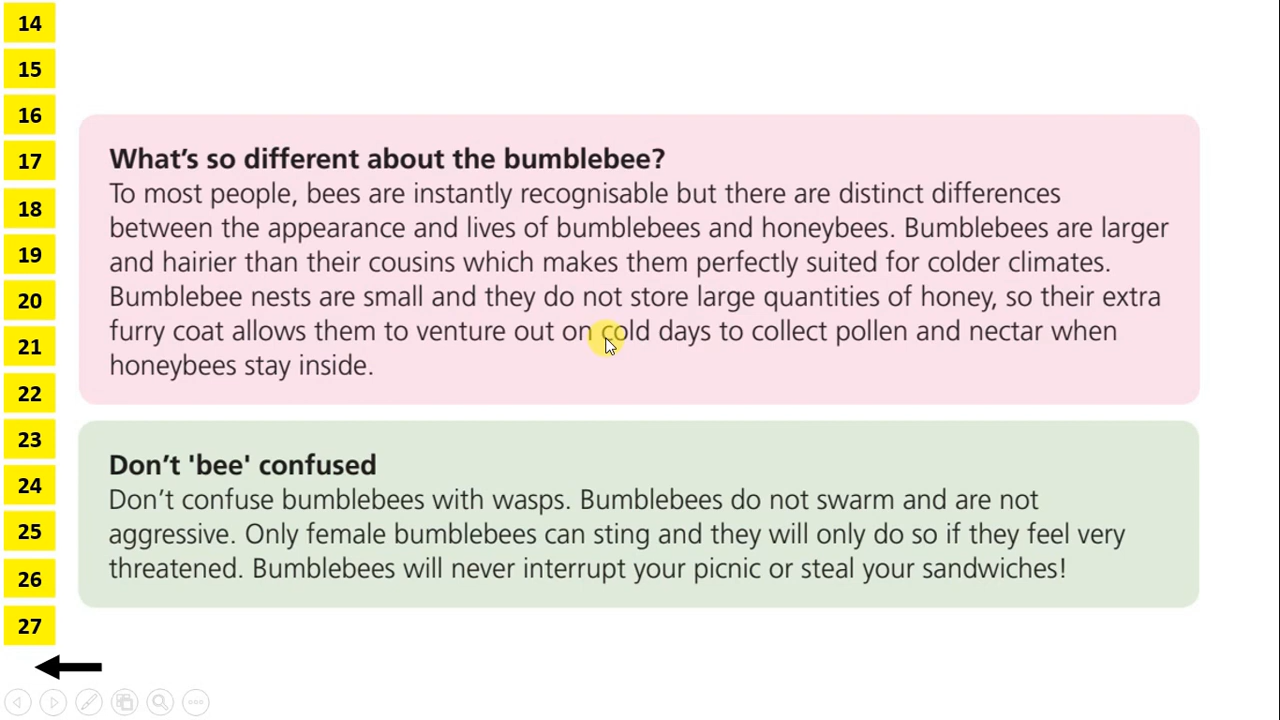 14
15
16
17
18
19
20
21
22
23
24
25
26
27
What's so different about the bumblebee?
To most people, bees are instantly recognisable but there are distinct differences
between the appearance and lives of bumblebees and honeybees. Bumblebees are larger
and hairier than their cousins which makes them perfectly suited for colder climates.
Bumblebee nests are small and they do not store large quantities of honey, so their extra
furry coat allows them to venture out on cold days to collect pollen and nectar when
honeybees stay inside.
Don't 'bee' confused
Don't confuse bumblebees with wasps. Bumblebees do not swarm and are not
aggressive. Only female bumblebees can sting and they will only do so if they feel very
threatened. Bumblebees will never interrupt your picnic or steal your sandwiches!